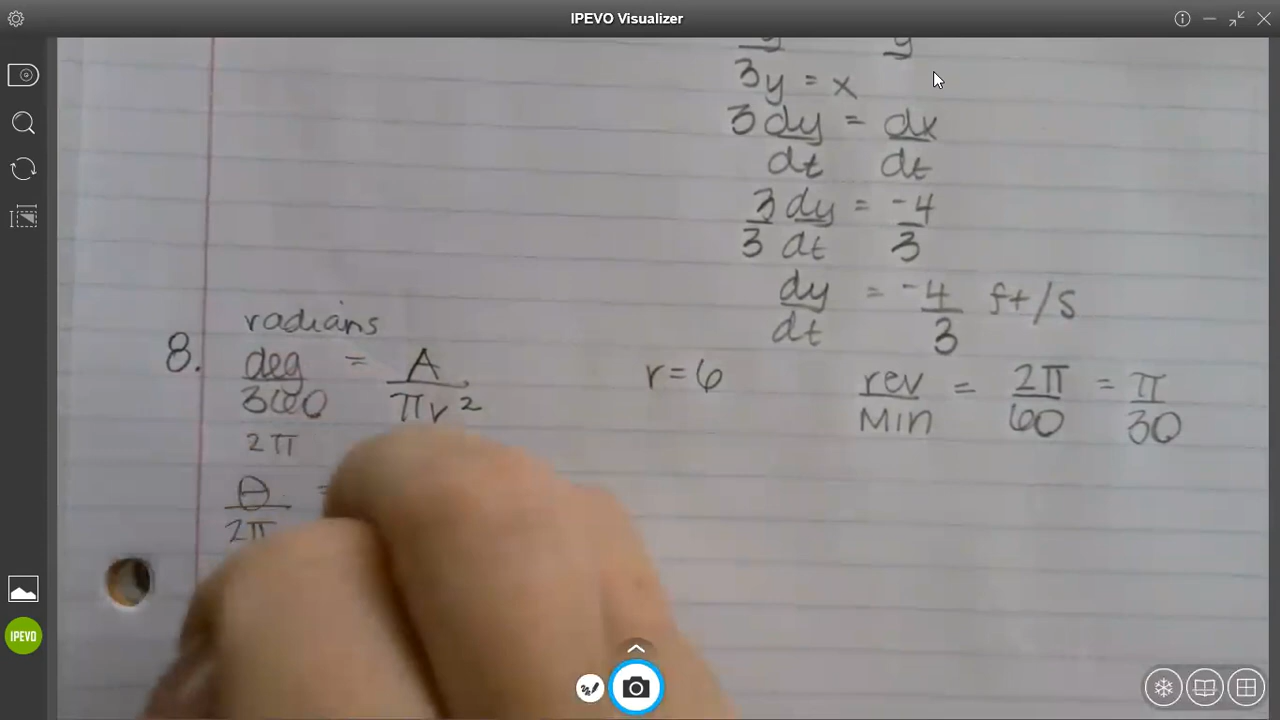 IPEVO Visualizer
y y
3y = x
3 dy = dx
dt dt
3 dy = -4
3 dt 3
dy = -4 ft/s
dt 3
radians
8. deg = A
360 πr²
2π
r = 6
rev = 2π = π
Min 60 30
θ =
2π
IPEVO